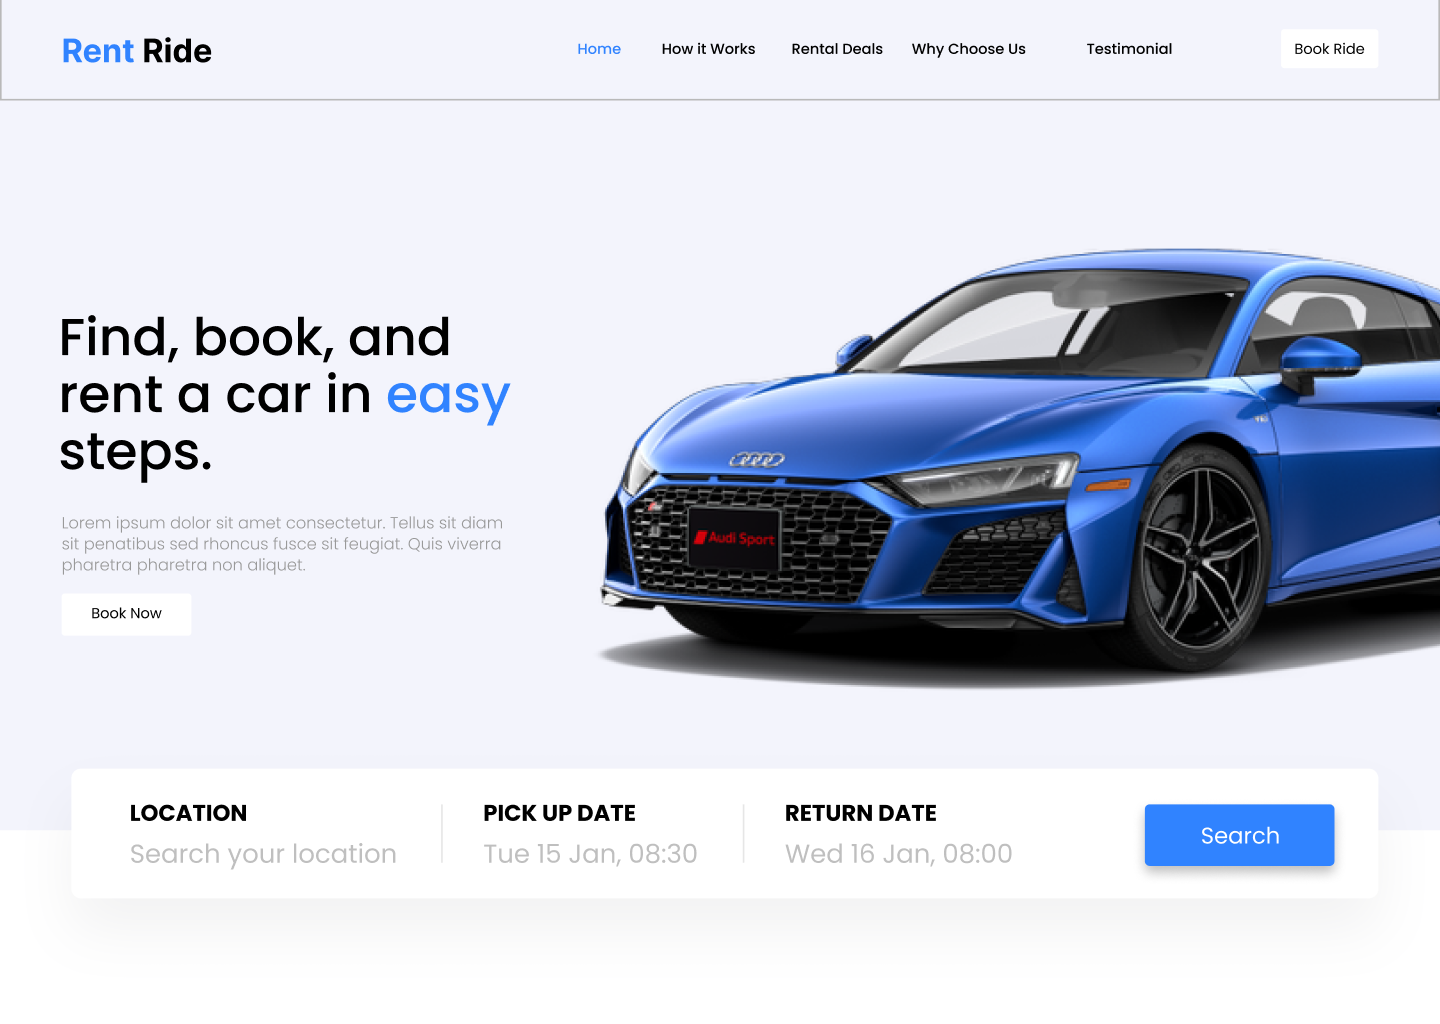 Rent Ride
Home
How it Works
Rental Deals
Why Choose Us
Testimonial
Book Ride
Find, book, and
rent a car in easy
steps.
Lorem ipsum dolor sit amet consectetur. Tellus sit diam
sit penatibus sed rhoncus fusce sit feugiat. Quis viverra
pharetra pharetra non aliquet.
Book Now
Audi Sport
LOCATION
Search your location
PICK UP DATE
Tue 15 Jan, 08:30
RETURN DATE
Wed 16 Jan, 08:00
Search